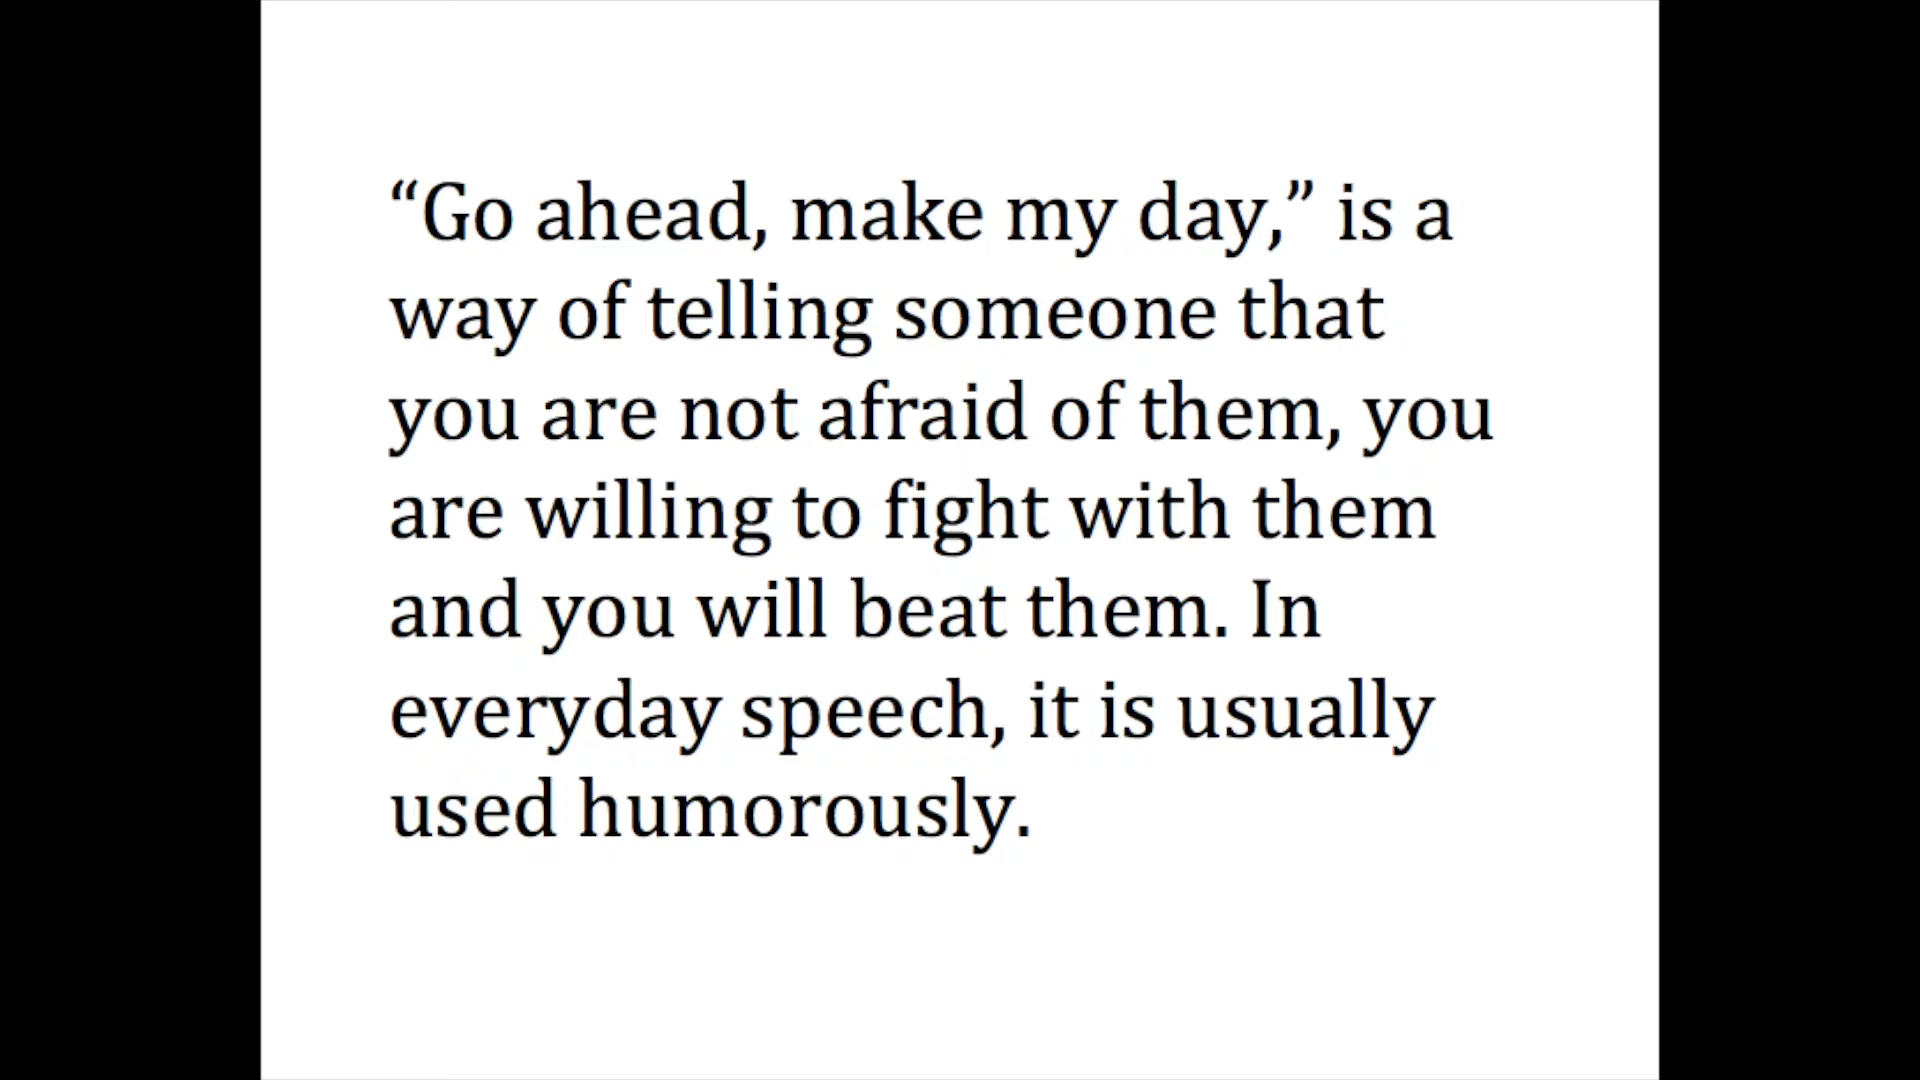 “Go ahead, make my day,” is a
way of telling someone that
you are not afraid of them, you
are willing to fight with them
and you will beat them. In
everyday speech, it is usually
used humorously.